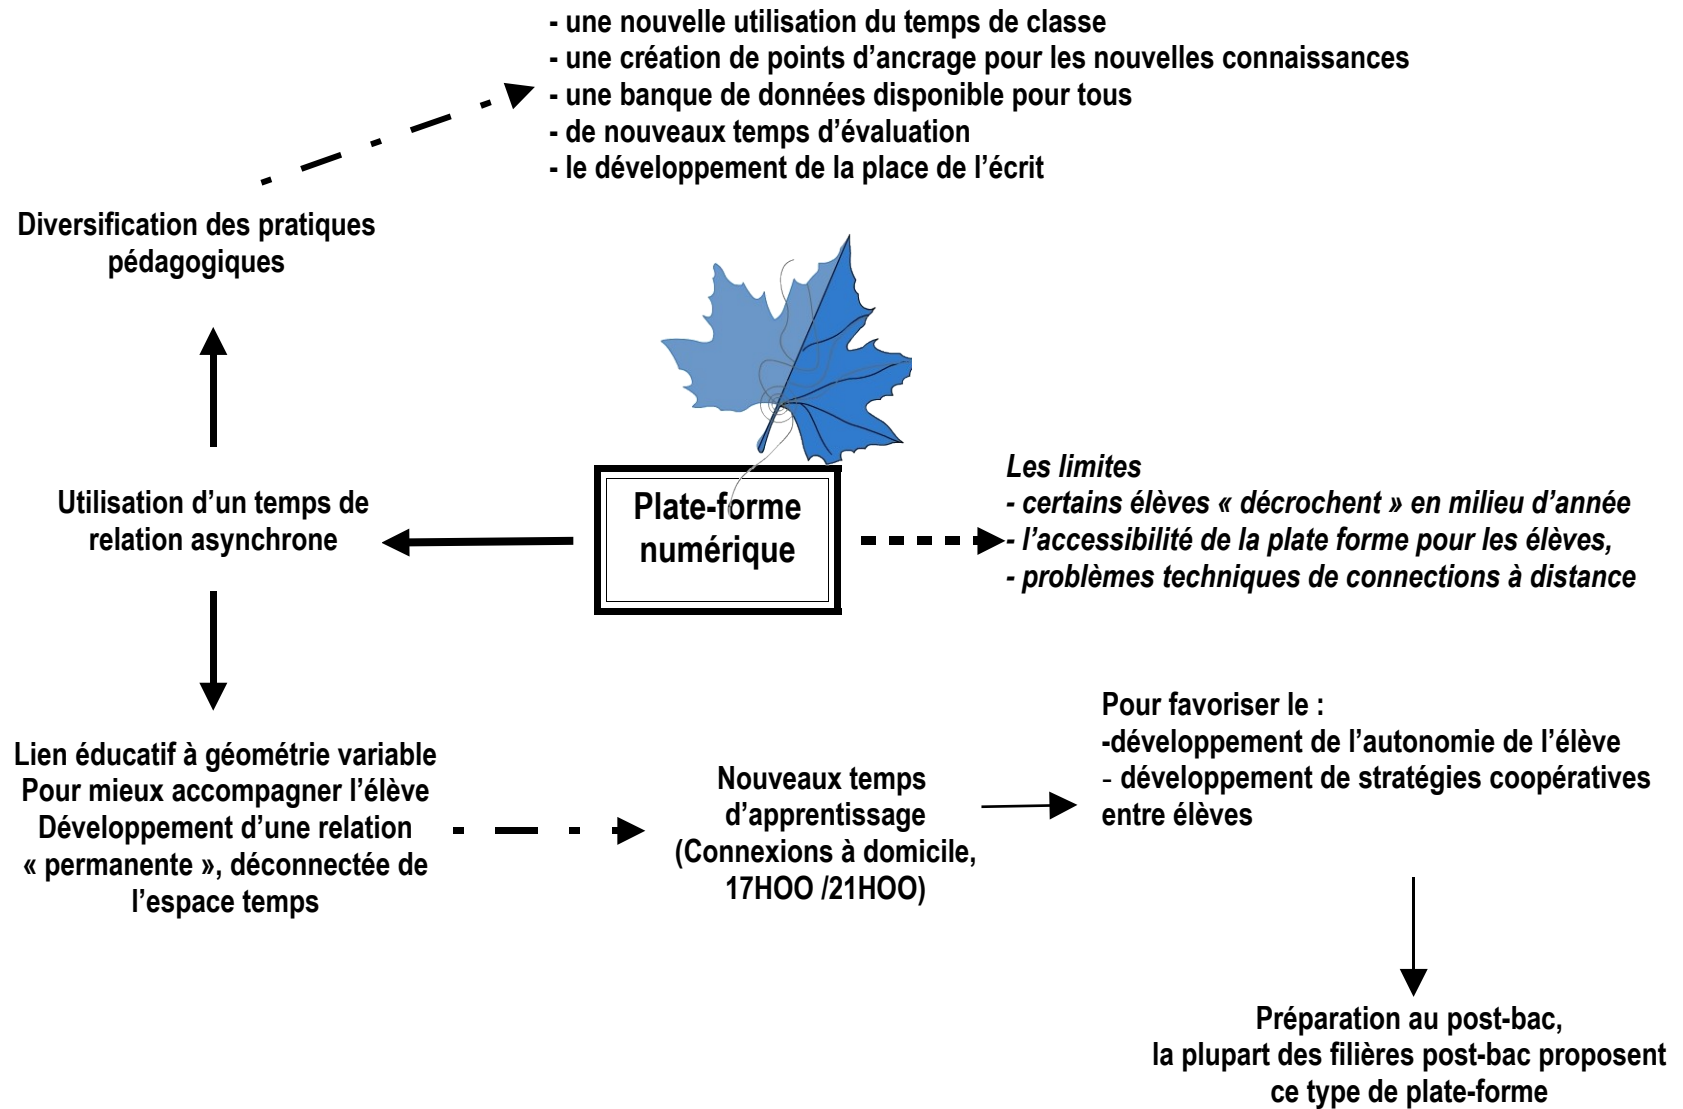 - une nouvelle utilisation du temps de classe
- une création de points d’ancrage pour les nouvelles connaissances
- une banque de données disponible pour tous
- de nouveaux temps d’évaluation
- le développement de la place de l’écrit
Diversification des pratiques
pédagogiques
Utilisation d’un temps de
relation asynchrone
Plate-forme
numérique
Les limites
- certains élèves « décrochent » en milieu d’année
- l’accessibilité de la plate forme pour les élèves,
- problèmes techniques de connections à distance
Lien éducatif à géométrie variable
Pour mieux accompagner l’élève
Développement d’une relation
« permanente », déconnectée de
l’espace temps
Nouveaux temps
d’apprentissage
(Connexions à domicile,
17HOO /21HOO)
Pour favoriser le :
-développement de l’autonomie de l’élève
- développement de stratégies coopératives
entre élèves
Préparation au post-bac,
la plupart des filières post-bac proposent
ce type de plate-forme